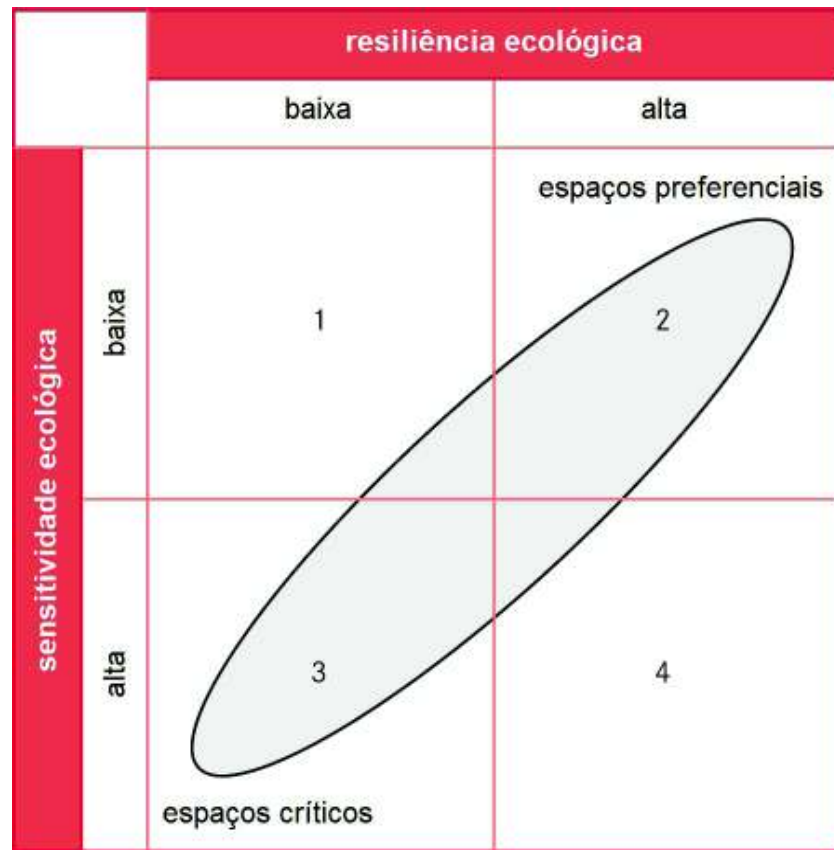 resiliência ecológica
baixa
alta
sensitividade ecológica
baixa
espaços preferenciais
1
2
alta
3
4
espaços críticos